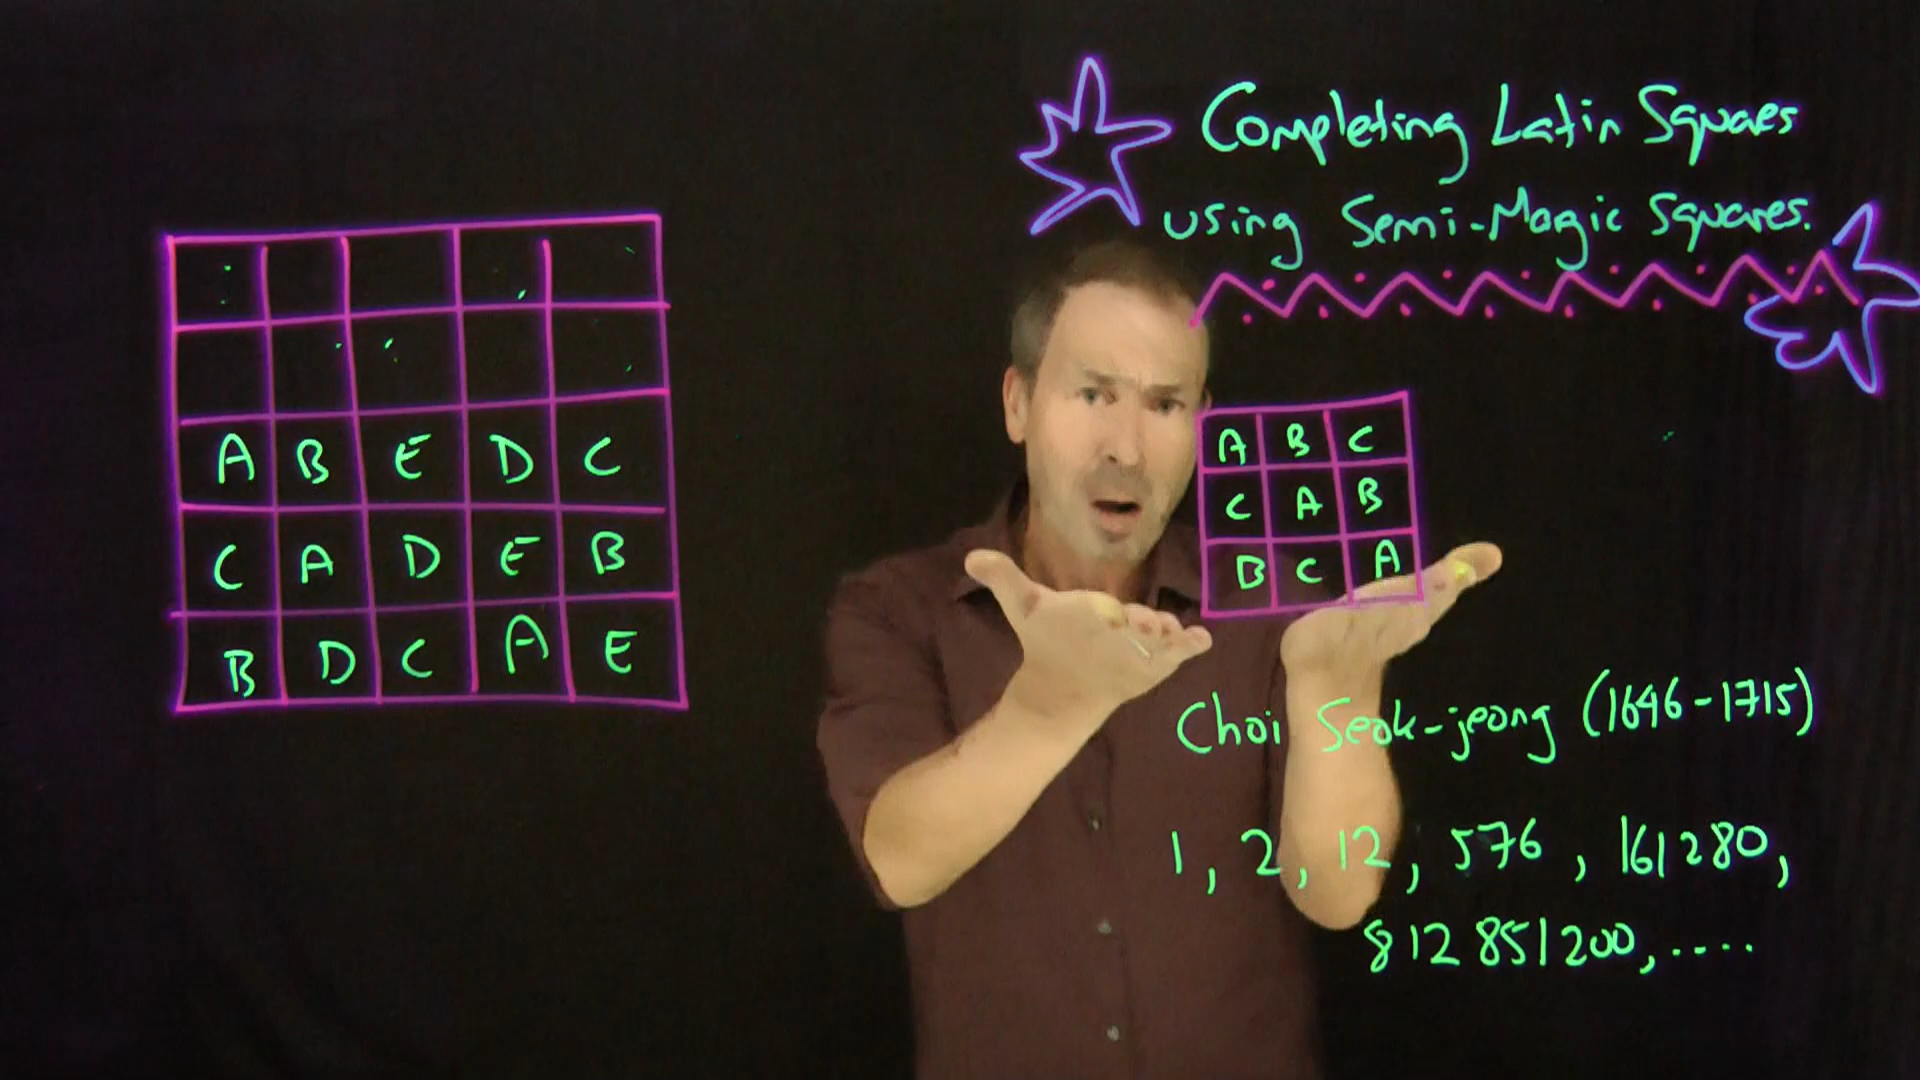 Completing Latin Squares
using Semi-Magic Squares.
A B E D C
C A D E B
B D C A E
A B C
C A B
B C A
Choi Seok-jeong (1646-1715)
1, 2, 12, 576, 161280,
812851200,....